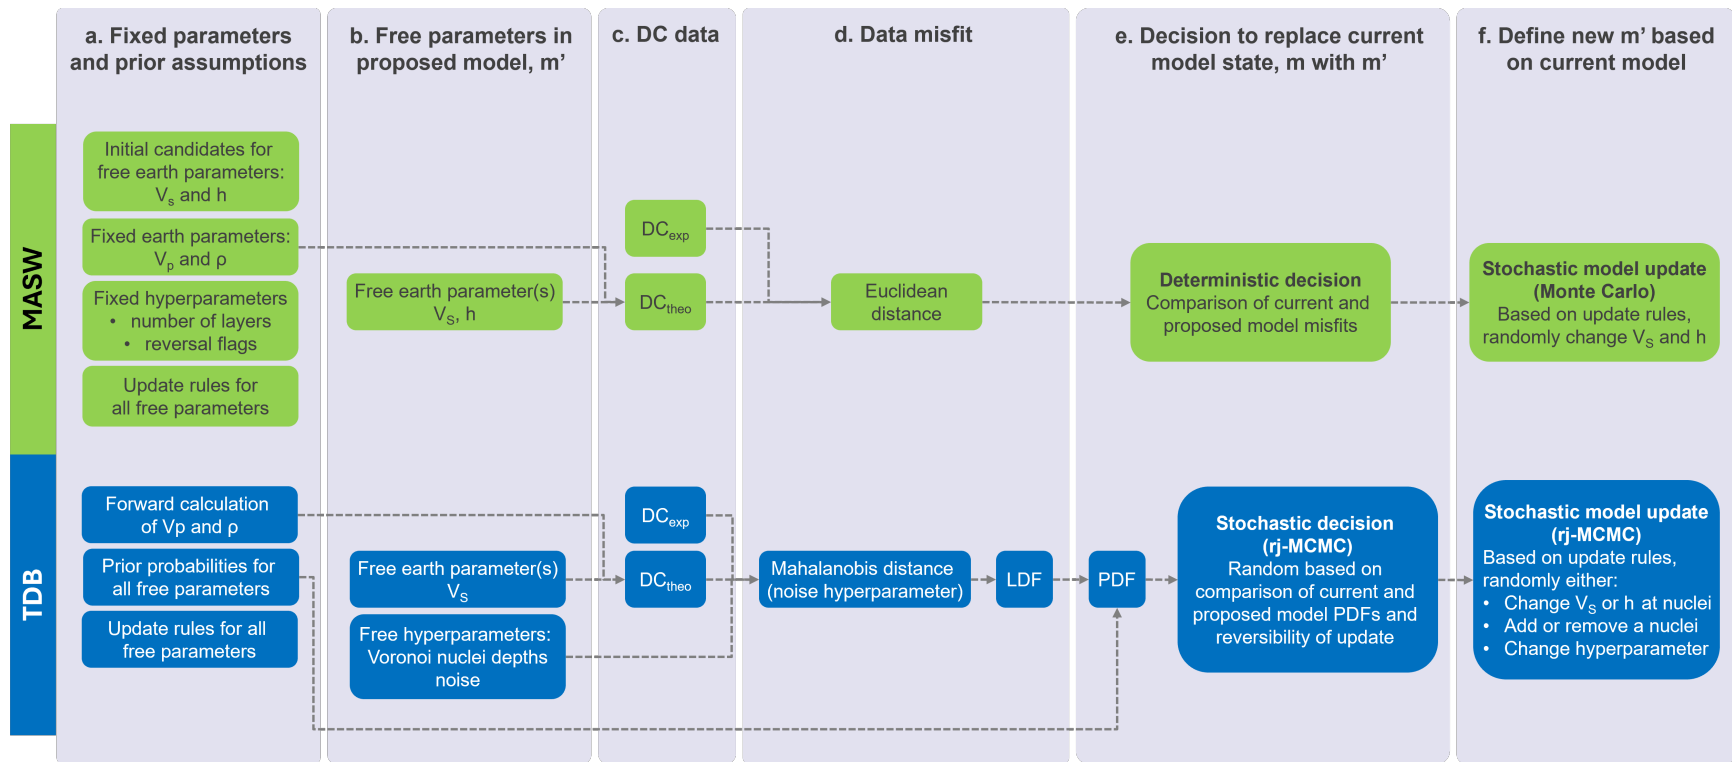 a. Fixed parameters
and prior assumptions
b. Free parameters in
proposed model, m’
c. DC data
d. Data misfit
e. Decision to replace current
model state, m with m’
f. Define new m’ based
on current model
MASW
Initial candidates for
free earth parameters:
Vs and h
Fixed earth parameters:
Vp and ρ
Fixed hyperparameters
• number of layers
• reversal flags
Update rules for
all free parameters
Free earth parameter(s)
VS, h
DCexp
DCtheo
Euclidean
distance
Deterministic decision
Comparison of current and
proposed model misfits
Stochastic model update
(Monte Carlo)
Based on update rules,
randomly change VS and h
TDB
Forward calculation
of Vp and ρ
Prior probabilities for
all free parameters
Update rules for all
free parameters
Free earth parameter(s)
VS
Free hyperparameters:
Voronoi nuclei depths
noise
DCexp
DCtheo
Mahalanobis distance
(noise hyperparameter)
LDF
PDF
Stochastic decision
(rj-MCMC)
Random based on
comparison of current and
proposed model PDFs and
reversibility of update
Stochastic model update
(rj-MCMC)
Based on update rules,
randomly either:
• Change VS or h at nuclei
• Add or remove a nuclei
• Change hyperparameter